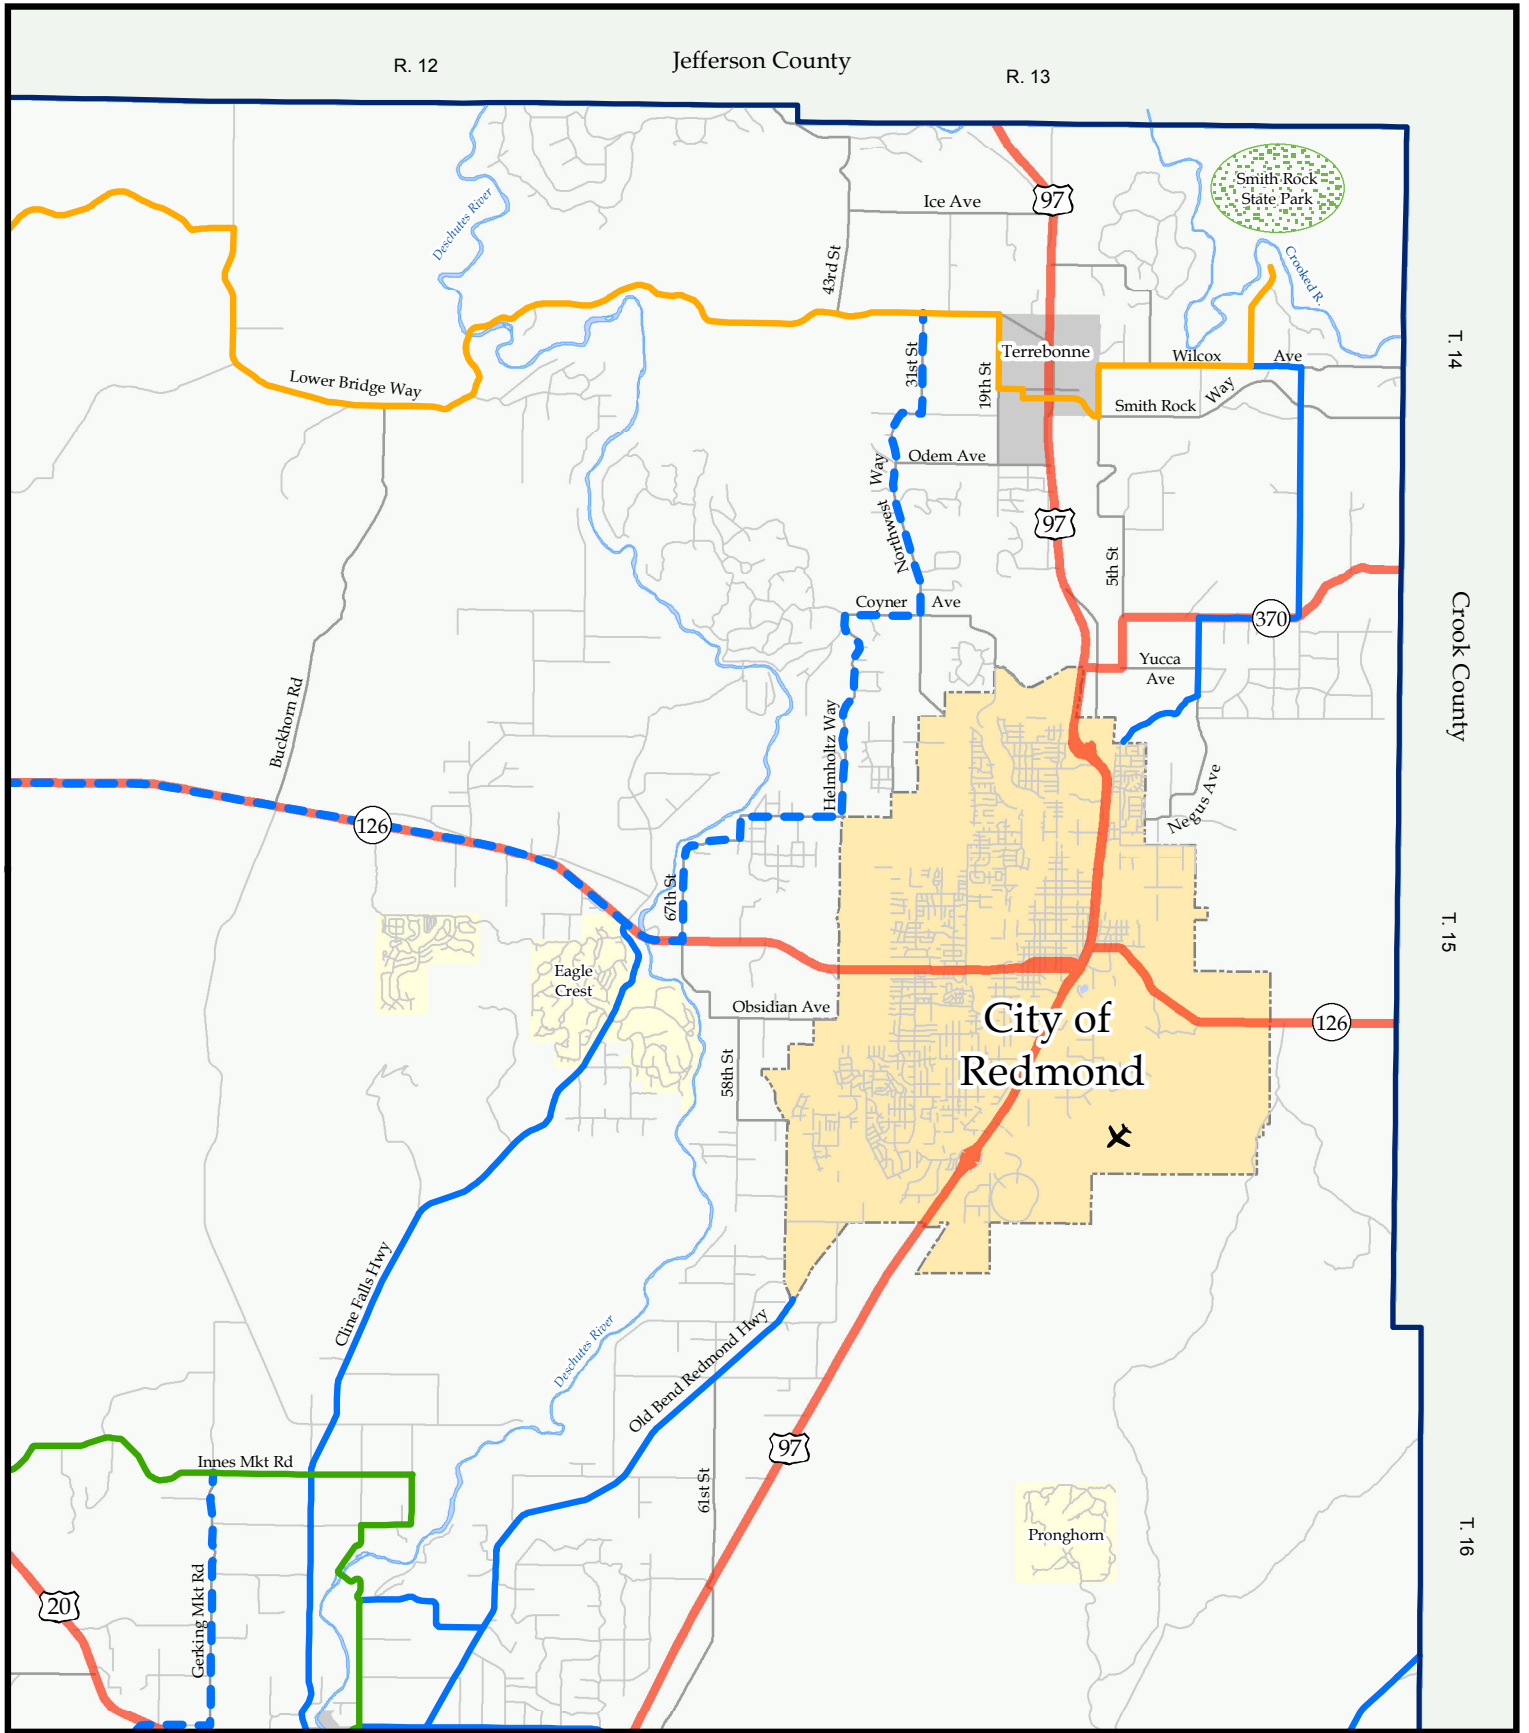 Jefferson County
R. 12
R. 13
Smith Rock
State Park
97
Ice Ave
Deschutes River
43rd St
Crooked R.
T. 14
Terrebonne
Wilcox
Ave
31st St
19th St
Lower Bridge Way
Smith Rock
Way
Odem Ave
Northwest
Way
97
5th St
Coyner
Ave
370
Crook County
Yucca
Ave
Buckhorn Rd
Helmholtz Way
Negus Ave
126
67th St
T. 15
Eagle
Crest
Obsidian Ave
City of
Redmond
126
58th St
Cline Falls Hwy
Deschutes River
Old Bend Redmond Hwy
97
Innes Mkt Rd
61st St
Pronghorn
T. 16
20
Gerking Mkt Rd